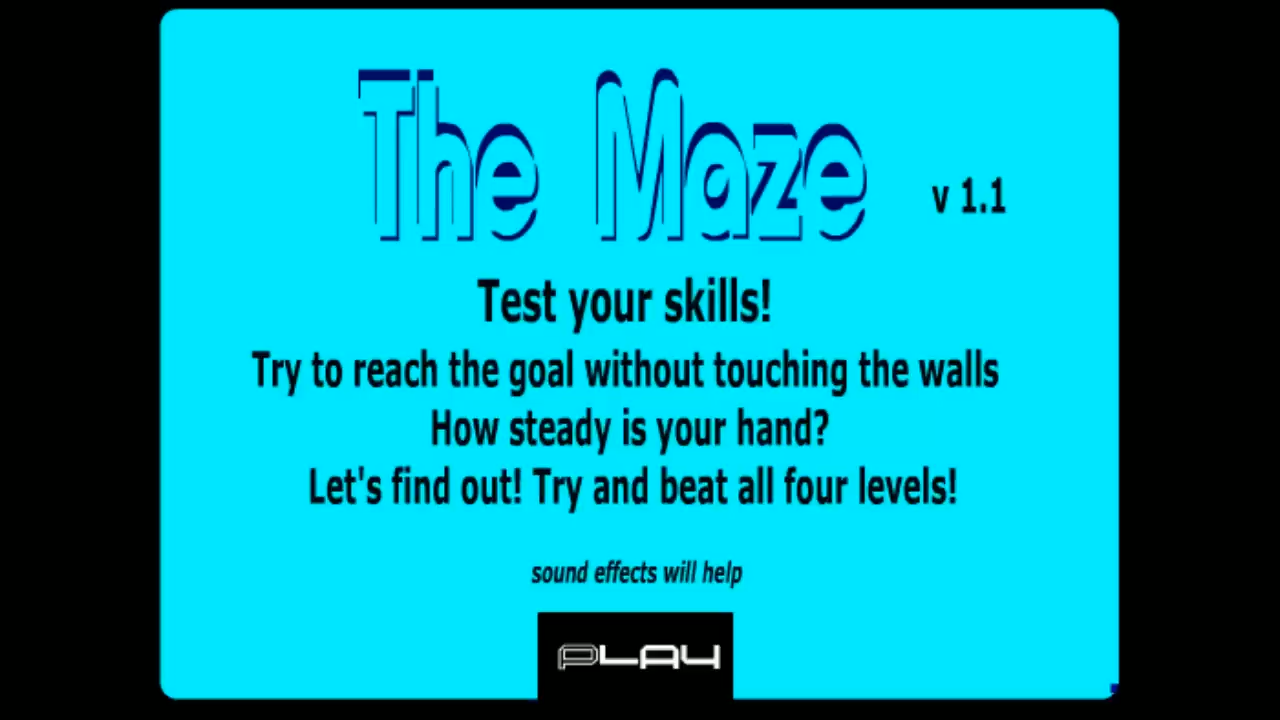 The Maze
v 1.1
Test your skills!
Try to reach the goal without touching the walls
How steady is your hand?
Let's find out! Try and beat all four levels!
sound effects will help
PLAY